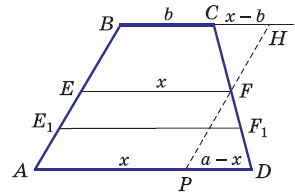 B b C x – b H
E x F
E₁ F₁
A x P a – x D